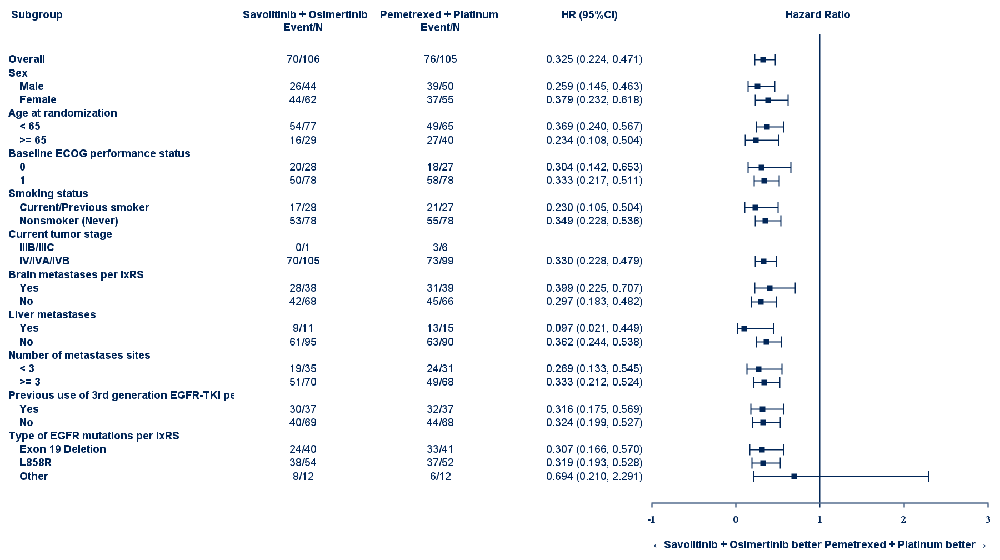 Subgroup Savolitinib + Osimertinib Pemetrexed + Platinum HR (95%CI) Hazard Ratio
Event/N Event/N
Overall 70/106 76/105 0.325 (0.224, 0.471)
Sex
Male 26/44 39/50 0.259 (0.145, 0.463)
Female 44/62 37/55 0.379 (0.232, 0.618)
Age at randomization
< 65 54/77 49/65 0.369 (0.240, 0.567)
>= 65 16/29 27/40 0.234 (0.108, 0.504)
Baseline ECOG performance status
0 20/28 18/27 0.304 (0.142, 0.653)
1 50/78 58/78 0.333 (0.217, 0.511)
Smoking status
Current/Previous smoker 17/28 21/27 0.230 (0.105, 0.504)
Nonsmoker (Never) 53/78 55/78 0.349 (0.228, 0.536)
Current tumor stage
IIIB/IIIC 0/1 3/6
IV/IVA/IVB 70/105 73/99 0.330 (0.228, 0.479)
Brain metastases per IxRS
Yes 28/38 31/39 0.399 (0.225, 0.707)
No 42/68 45/66 0.297 (0.183, 0.482)
Liver metastases
Yes 9/11 13/15 0.097 (0.021, 0.449)
No 61/95 63/90 0.362 (0.244, 0.538)
Number of metastases sites
< 3 19/35 24/31 0.269 (0.133, 0.545)
>= 3 51/70 49/68 0.333 (0.212, 0.524)
Previous use of 3rd generation EGFR-TKI pe
Yes 30/37 32/37 0.316 (0.175, 0.569)
No 40/69 44/68 0.324 (0.199, 0.527)
Type of EGFR mutations per IxRS
Exon 19 Deletion 24/40 33/41 0.307 (0.166, 0.570)
L858R 38/54 37/52 0.319 (0.193, 0.528)
Other 8/12 6/12 0.694 (0.210, 2.291)
-1 0 1 2 3
←Savolitinib + Osimertinib better Pemetrexed + Platinum better→